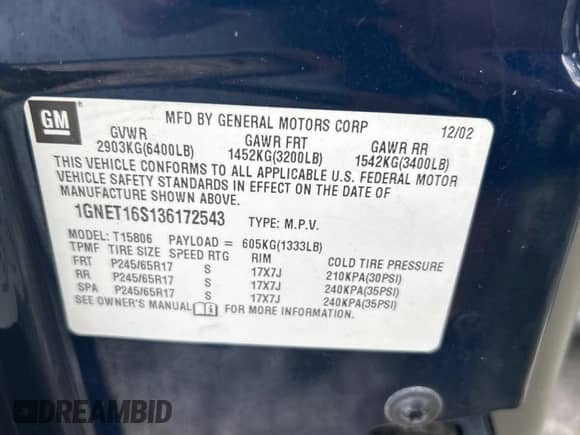 GM
MFD BY GENERAL MOTORS CORP 12/02
GVWR GAWR FRT GAWR RR
2903KG(6400LB) 1452KG(3200LB) 1542KG(3400LB)
THIS VEHICLE CONFORMS TO ALL APPLICABLE U.S. FEDERAL MOTOR
VEHICLE SAFETY STANDARDS IN EFFECT ON THE DATE OF
MANUFACTURE SHOWN ABOVE.
1GNET16S136172543 TYPE: M.P.V.
MODEL: T15806 PAYLOAD = 605KG(1333LB)
TPMF TIRE SIZE SPEED RTG RIM COLD TIRE PRESSURE
FRT P245/65R17 S 17X7J 210KPA(30PSI)
RR P245/65R17 S 17X7J 240KPA(35PSI)
SPA P245/65R17 S 17X7J 240KPA(35PSI)
SEE OWNER'S MANUAL FOR MORE INFORMATION.
DREAMBID